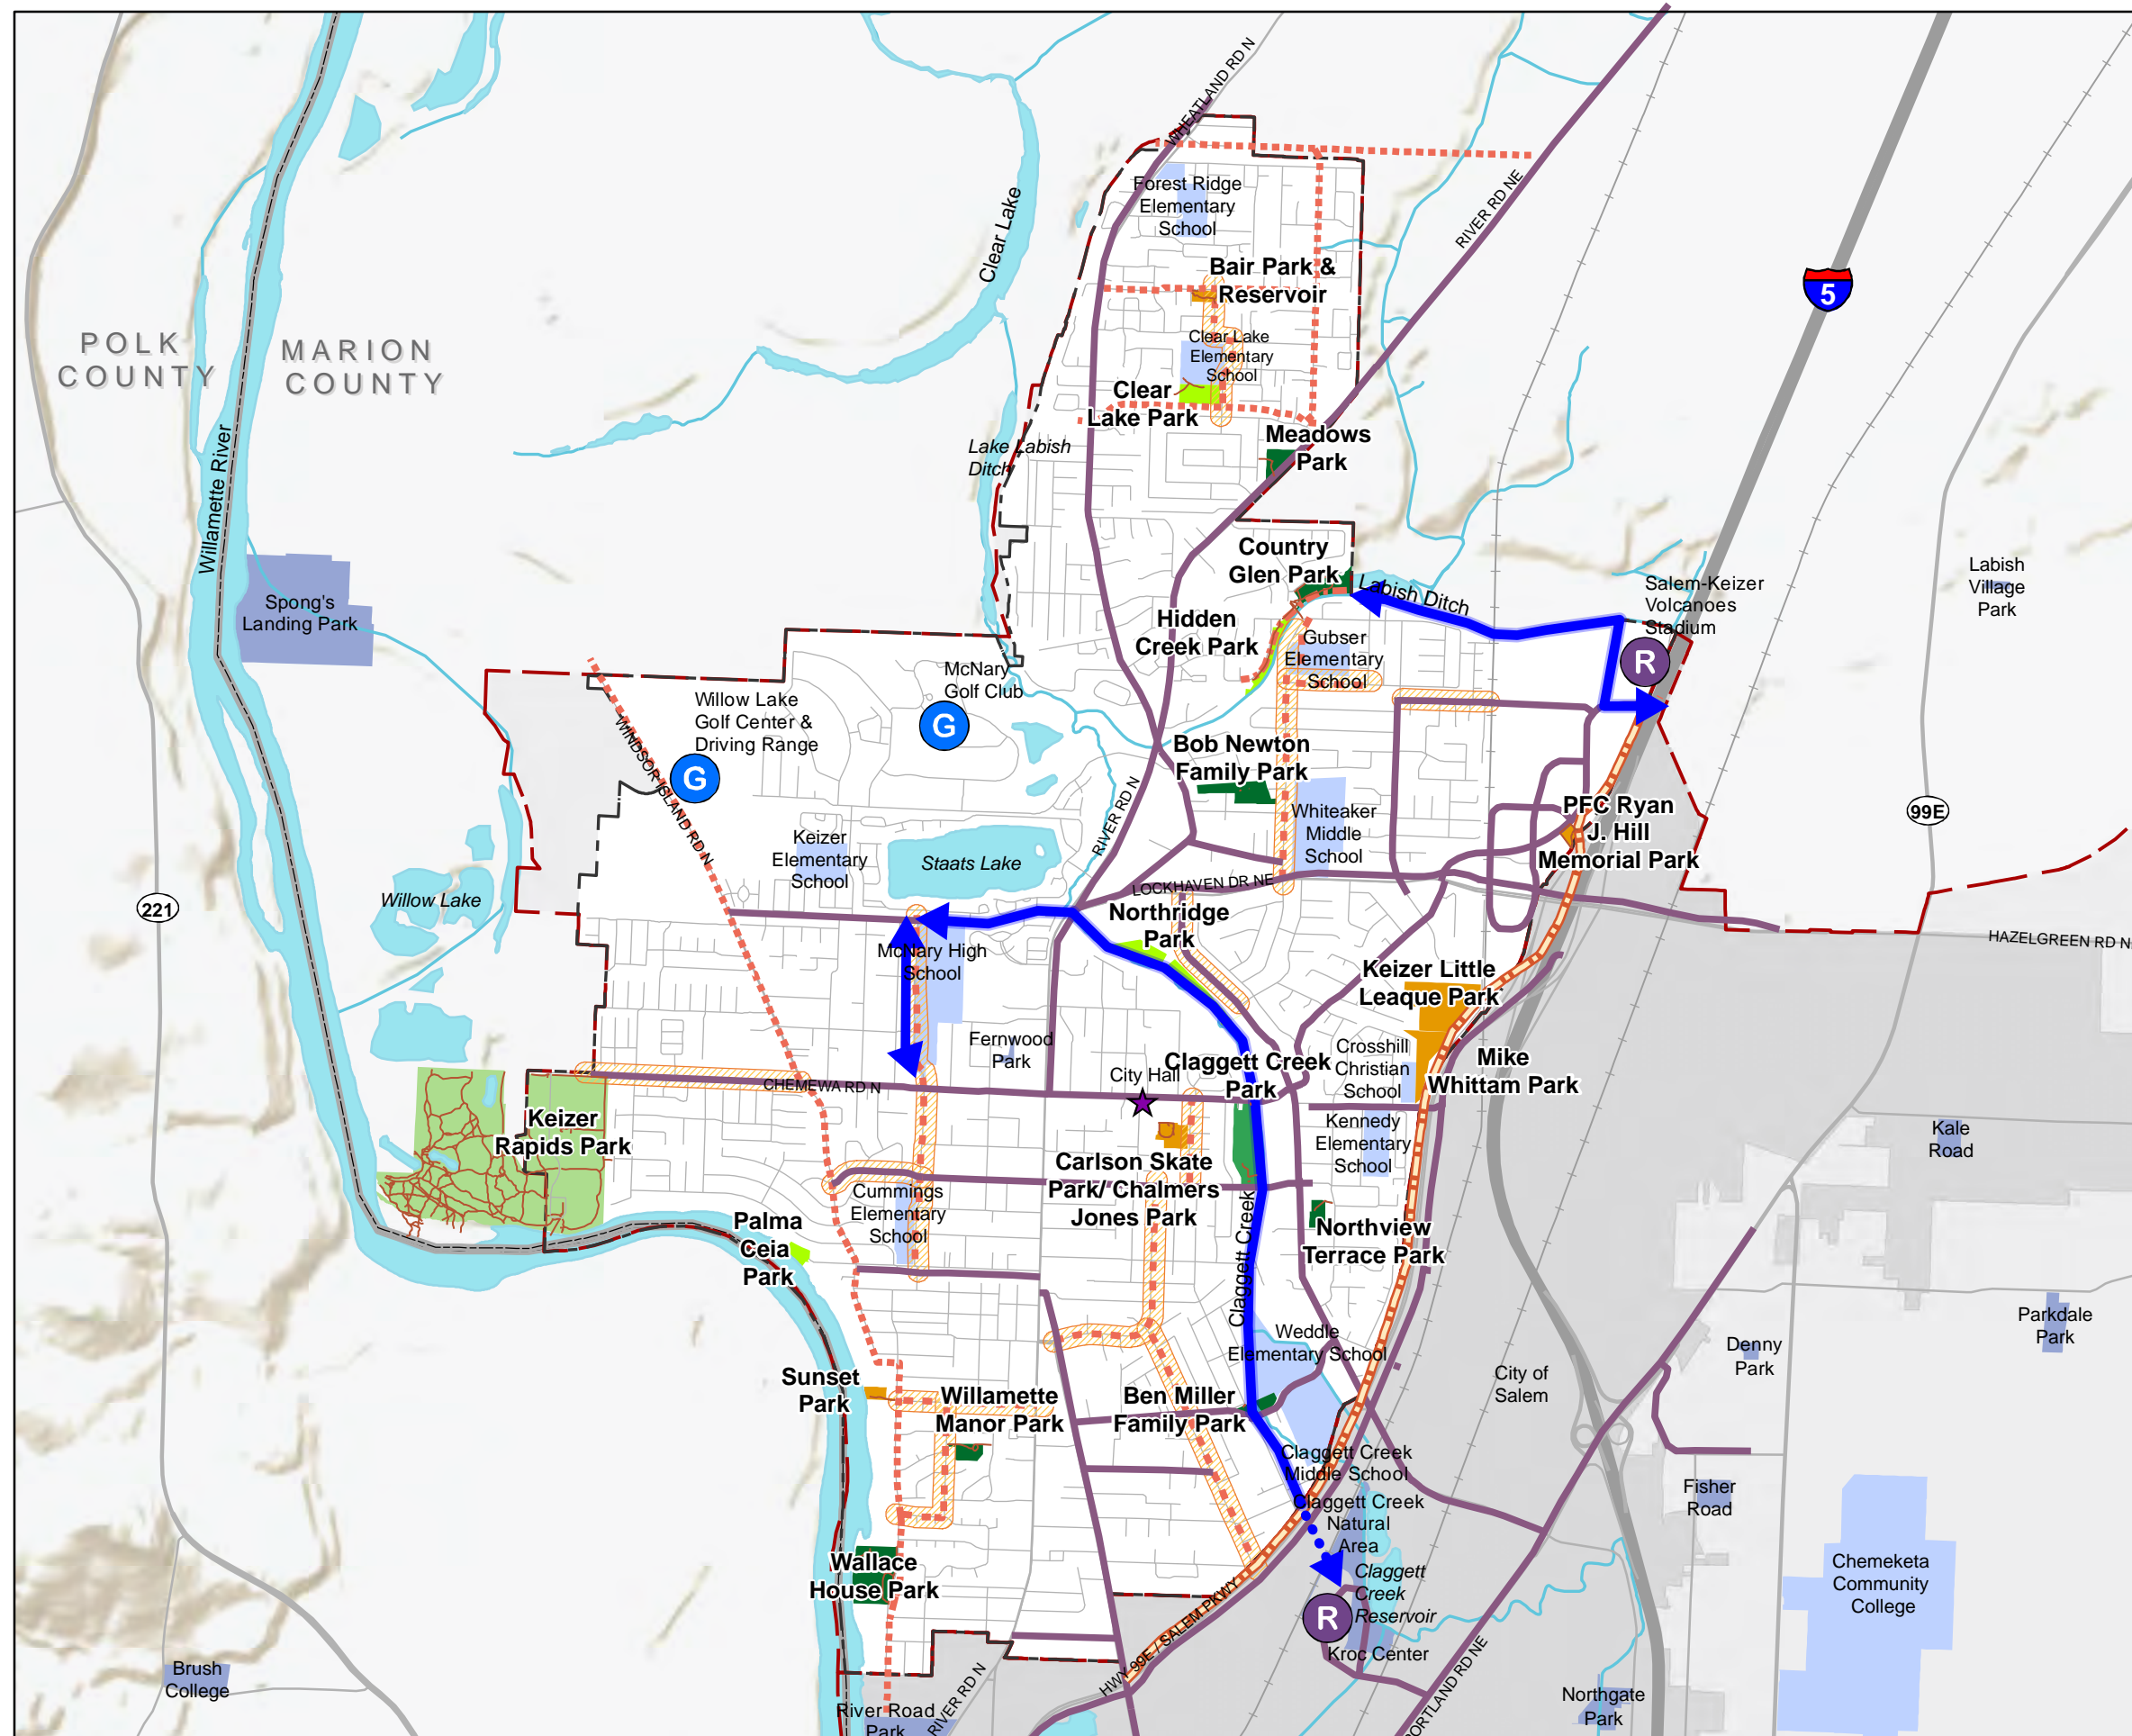 WHEATLAND RD N
Forest Ridge
Elementary
School
RIVER RD NE
Clear Lake
Bair Park &
Reservoir
5
POLK
COUNTY
MARION
COUNTY
Clear Lake
Elementary
School
Clear
Lake Park
Meadows
Park
Lake Labish
Ditch
Willamette River
Country
Glen Park
Labish Ditch
Salem-Keizer
Volcanoes
Stadium
R
Labish
Village
Park
Spong's
Landing Park
Hidden
Creek Park
Gubser
Elementary
School
McNary
Golf Club
G
Willow Lake
Golf Center &
Driving Range
G
WINDSOR ISLAND RD N
Bob Newton
Family Park
RIVER RD N
Whiteaker
Middle
School
PFC Ryan
J. Hill
Memorial Park
99E
Keizer
Elementary
School
Staats Lake
LOCKHAVEN DR NE
Willow Lake
221
Northridge
Park
HAZELGREEN RD N
McNary High
School
Keizer Little
Leaque Park
Fernwood
Park
Crosshill
Christian
School
City Hall
Claggett Creek
Park
Mike
Whittam Park
CHEMEWA RD N
Keizer
Rapids Park
Kennedy
Elementary
School
Kale
Road
Carlson Skate
Park/ Chalmers
Jones Park
Cummings
Elementary
School
Claggett Creek
Northview
Terrace Park
Palma
Ceia
Park
Weddle
Elementary School
Parkdale
Park
Denny
Park
City of
Salem
Sunset
Park
Willamette
Manor Park
Ben Miller
Family Park
Claggett Creek
Middle School
Claggett Creek
Natural
Area
Fisher
Road
Claggett
Creek
Reservoir
R
Wallace
House Park
Chemeketa
Community
College
HWY 99E / SALEM PKWY
Kroc Center
Brush
College
RIVER RD N
River Road
Park
PORTLAND RD NE
Northgate
Park